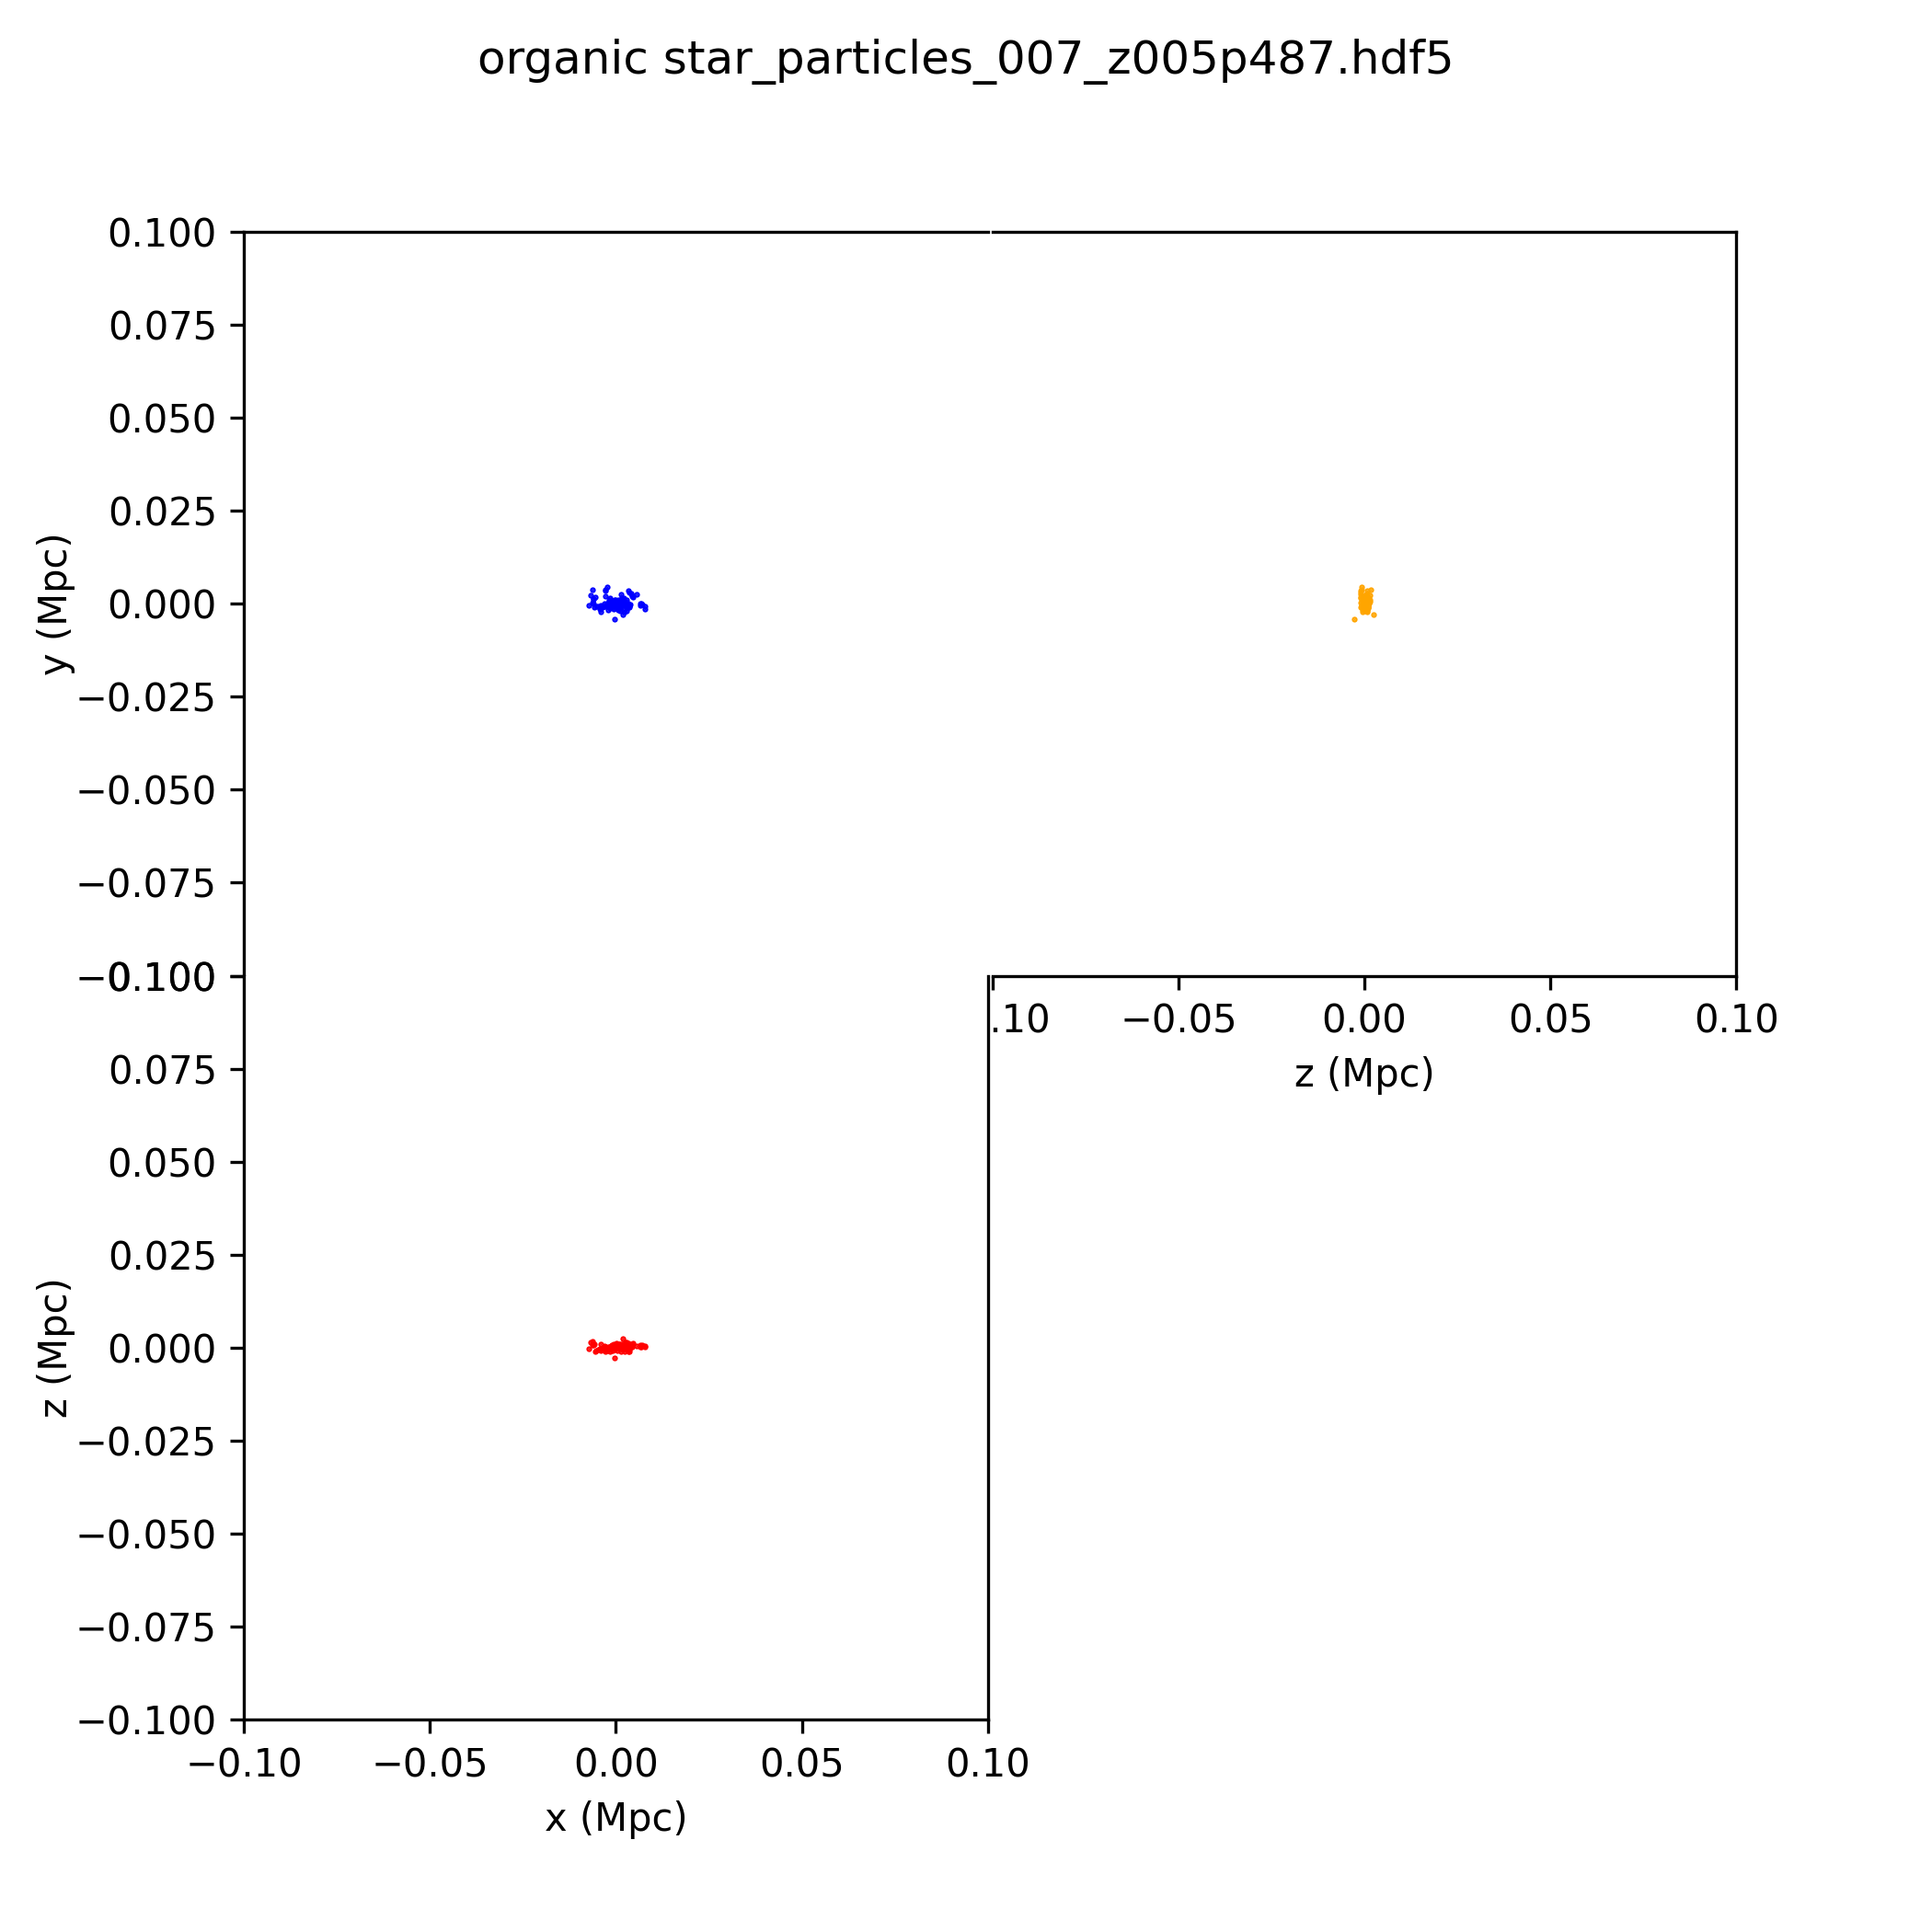 organic star_particles_007_z005p487.hdf5
0.100
0.075
0.050
0.025
0.000
−0.025
−0.050
−0.075
−0.100
y (Mpc)
.10 −0.05 0.00 0.05 0.10
z (Mpc)
0.075
0.050
0.025
0.000
−0.025
−0.050
−0.075
−0.100
z (Mpc)
−0.10 −0.05 0.00 0.05 0.10
x (Mpc)